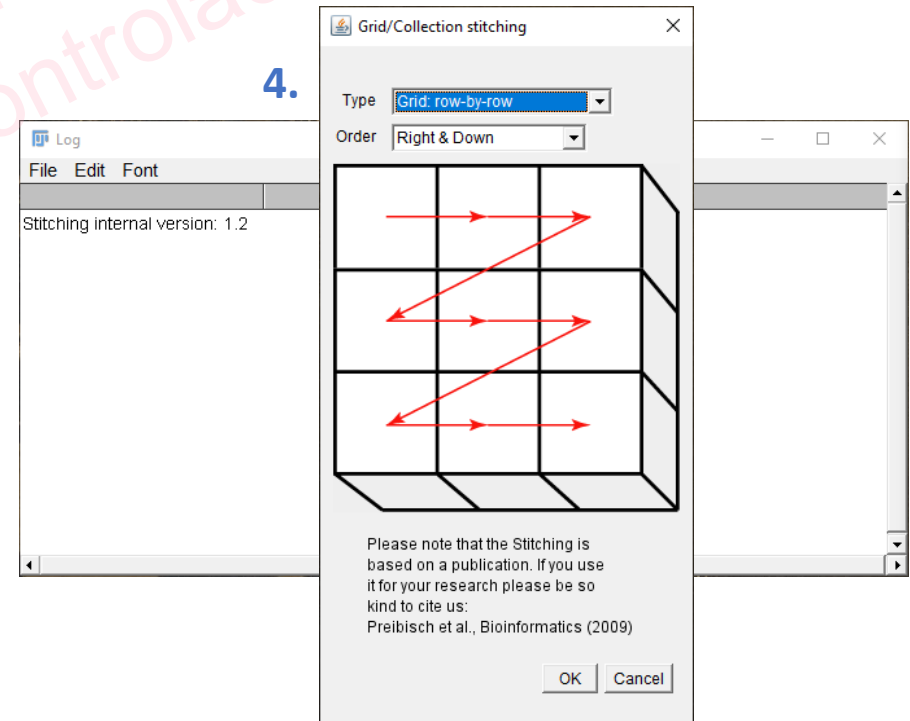 Grid/Collection stitching
4.
Type Grid: row-by-row
Order Right & Down
Log
File Edit Font
Stitching internal version: 1.2
Please note that the Stitching is
based on a publication. If you use
it for your research please be so
kind to cite us:
Preibisch et al., Bioinformatics (2009)
OK Cancel